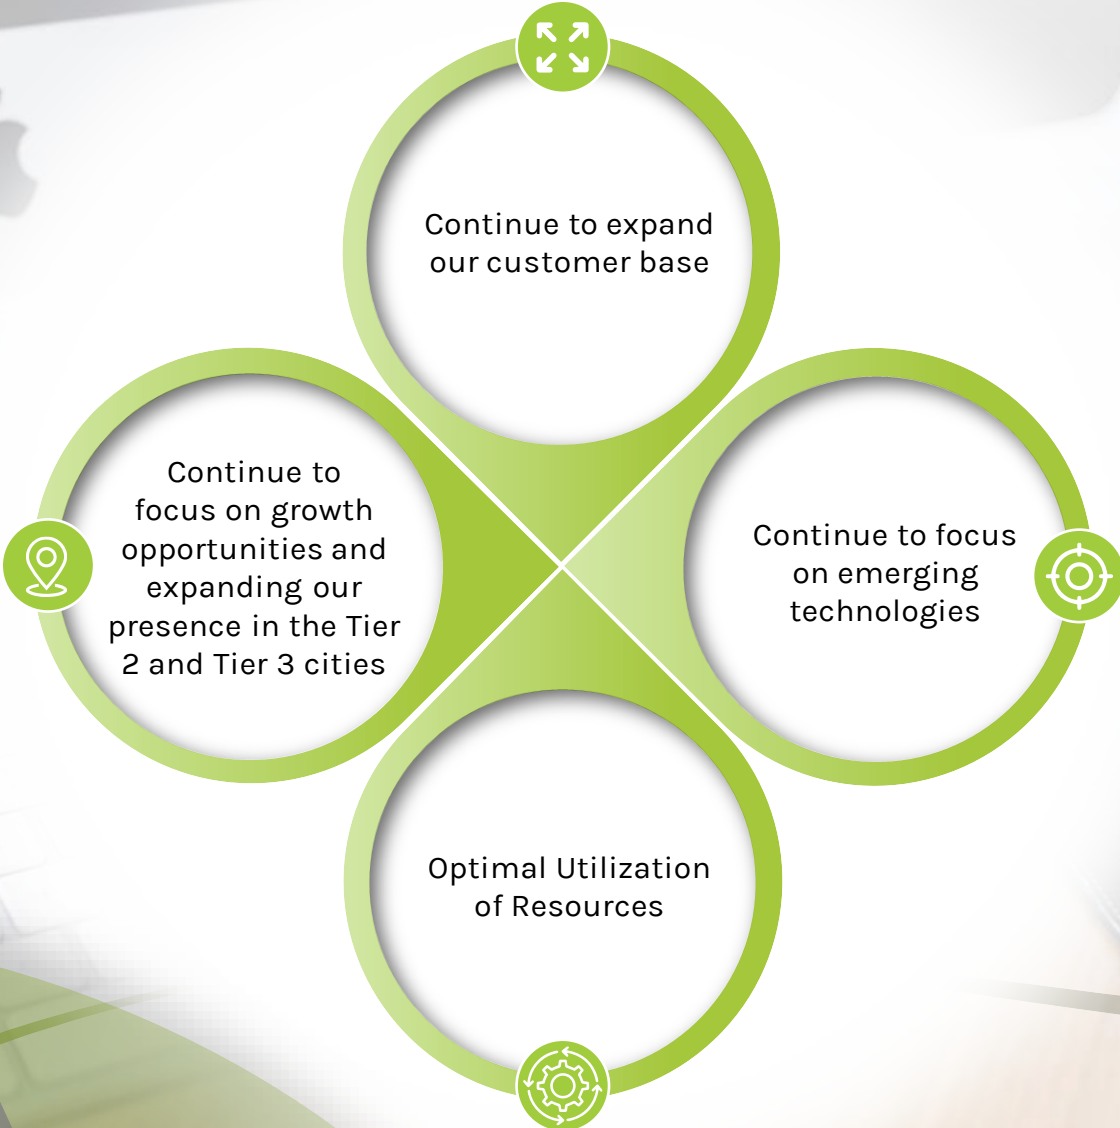 Continue to expand
our customer base
Continue to
focus on growth
opportunities and
expanding our
presence in the Tier
2 and Tier 3 cities
Continue to focus
on emerging
technologies
Optimal Utilization
of Resources